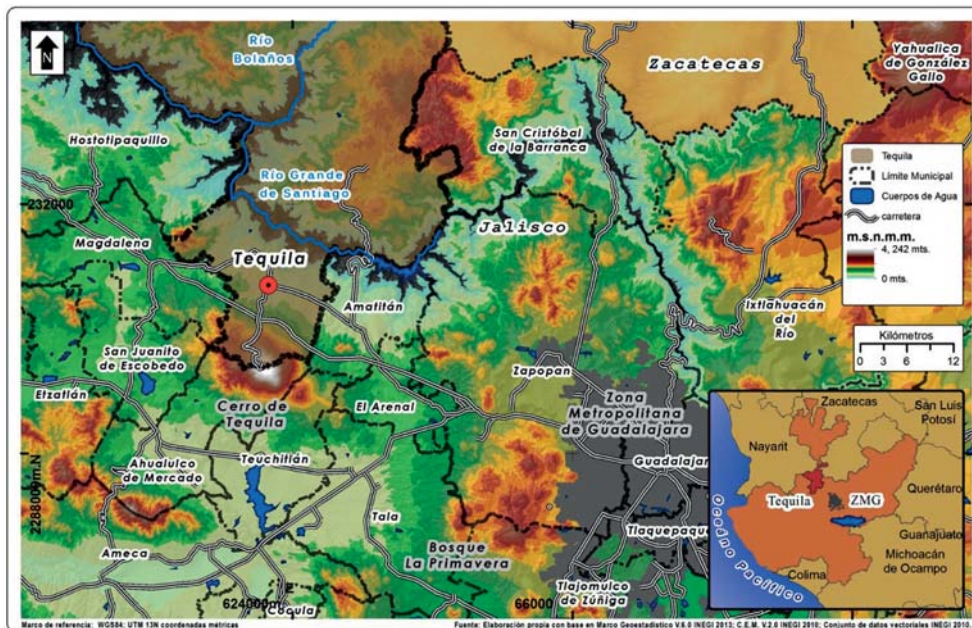 N
Río
Bolaños
Zacatecas
Yahualica
de González
Gallo
Hostotipaquillo
San Cristóbal
de la Barranca
Río Grande
de Santiago
Tequila
Límite Municipal
Cuerpos de Agua
carretera
m.s.n.m.m.
4, 242 mts.
0 mts.
232000
Jalisco
Magdalena
Tequila
Amatitán
Ixtlahuacán
del
Río
Kilómetros
0 3 6 12
San Juanito
de Escobedo
Etzatlán
Zapopan
El Arenal
Cerro de
Tequila
Zona
Metropolitana
de Guadalajara
Teuchitlán
Ahualulco
de Mercado
Guadalajar
2288000m.N
Tala
Tlaquepaque
Ameca
Bosque
La Primavera
Tlajomulco
de Zúñiga
Cocula
E
624000m.
66000
Zacatecas
San Luis
Potosí
Nayarit
Tequila
ZMG
Querétaro
Guanajuato
Michoacán
de Ocampo
Colima
Océano Pacífico
Marco de referencia: WGS84; UTM 13N coordenadas métricas
Fuente: Elaboración propia con base en Marco Geoestadístico V.6.0 INEGI 2013; C.E.M. V.2.0 INEGI 2010; Conjunto de datos vectoriales INEGI 2010.